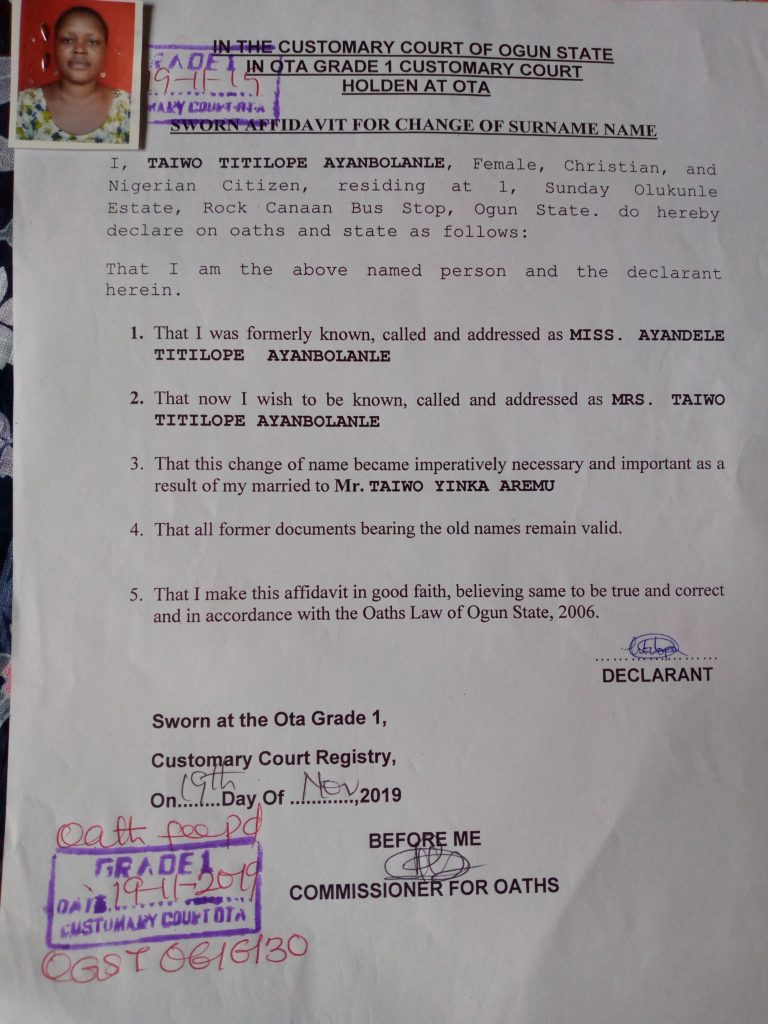 IN THE CUSTOMARY COURT OF OGUN STATE
IN OTA GRADE 1 CUSTOMARY COURT
HOLDEN AT OTA
GRADE 1
19-11-19
CUSTOMARY COURT OTA
SWORN AFFIDAVIT FOR CHANGE OF SURNAME NAME
I, TAIWO TITILOPE AYANBOLANLE, Female, Christian, and
Nigerian Citizen, residing at 1, Sunday Olukunle
Estate, Rock Canaan Bus Stop, Ogun State. do hereby
declare on oaths and state as follows:
That I am the above named person and the declarant
herein.
1. That I was formerly known, called and addressed as MISS. AYANDELE
TITILOPE AYANBOLANLE
2. That now I wish to be known, called and addressed as MRS. TAIWO
TITILOPE AYANBOLANLE
3. That this change of name became imperatively necessary and important as a
result of my married to Mr. TAIWO YINKA AREMU
4. That all former documents bearing the old names remain valid.
5. That I make this affidavit in good faith, believing same to be true and correct
and in accordance with the Oaths Law of Ogun State, 2006.
DECLARANT
Sworn at the Ota Grade 1,
Customary Court Registry,
On 19th Day Of Nov, 2019
Oath fee pd
GRADE 1
DATE 19-11-2019
CUSTOMARY COURT OTA
BEFORE ME
COMMISSIONER FOR OATHS